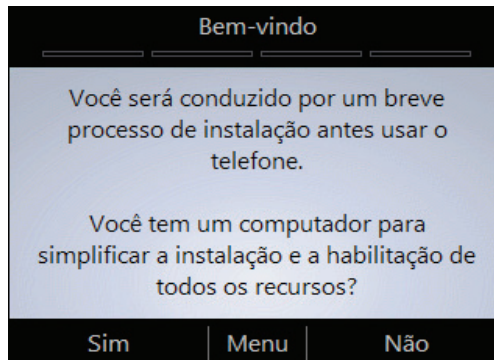 Bem-vindo
Você será conduzido por um breve
processo de instalação antes usar o
telefone.
Você tem um computador para
simplificar a instalação e a habilitação de
todos os recursos?
Sim Menu Não